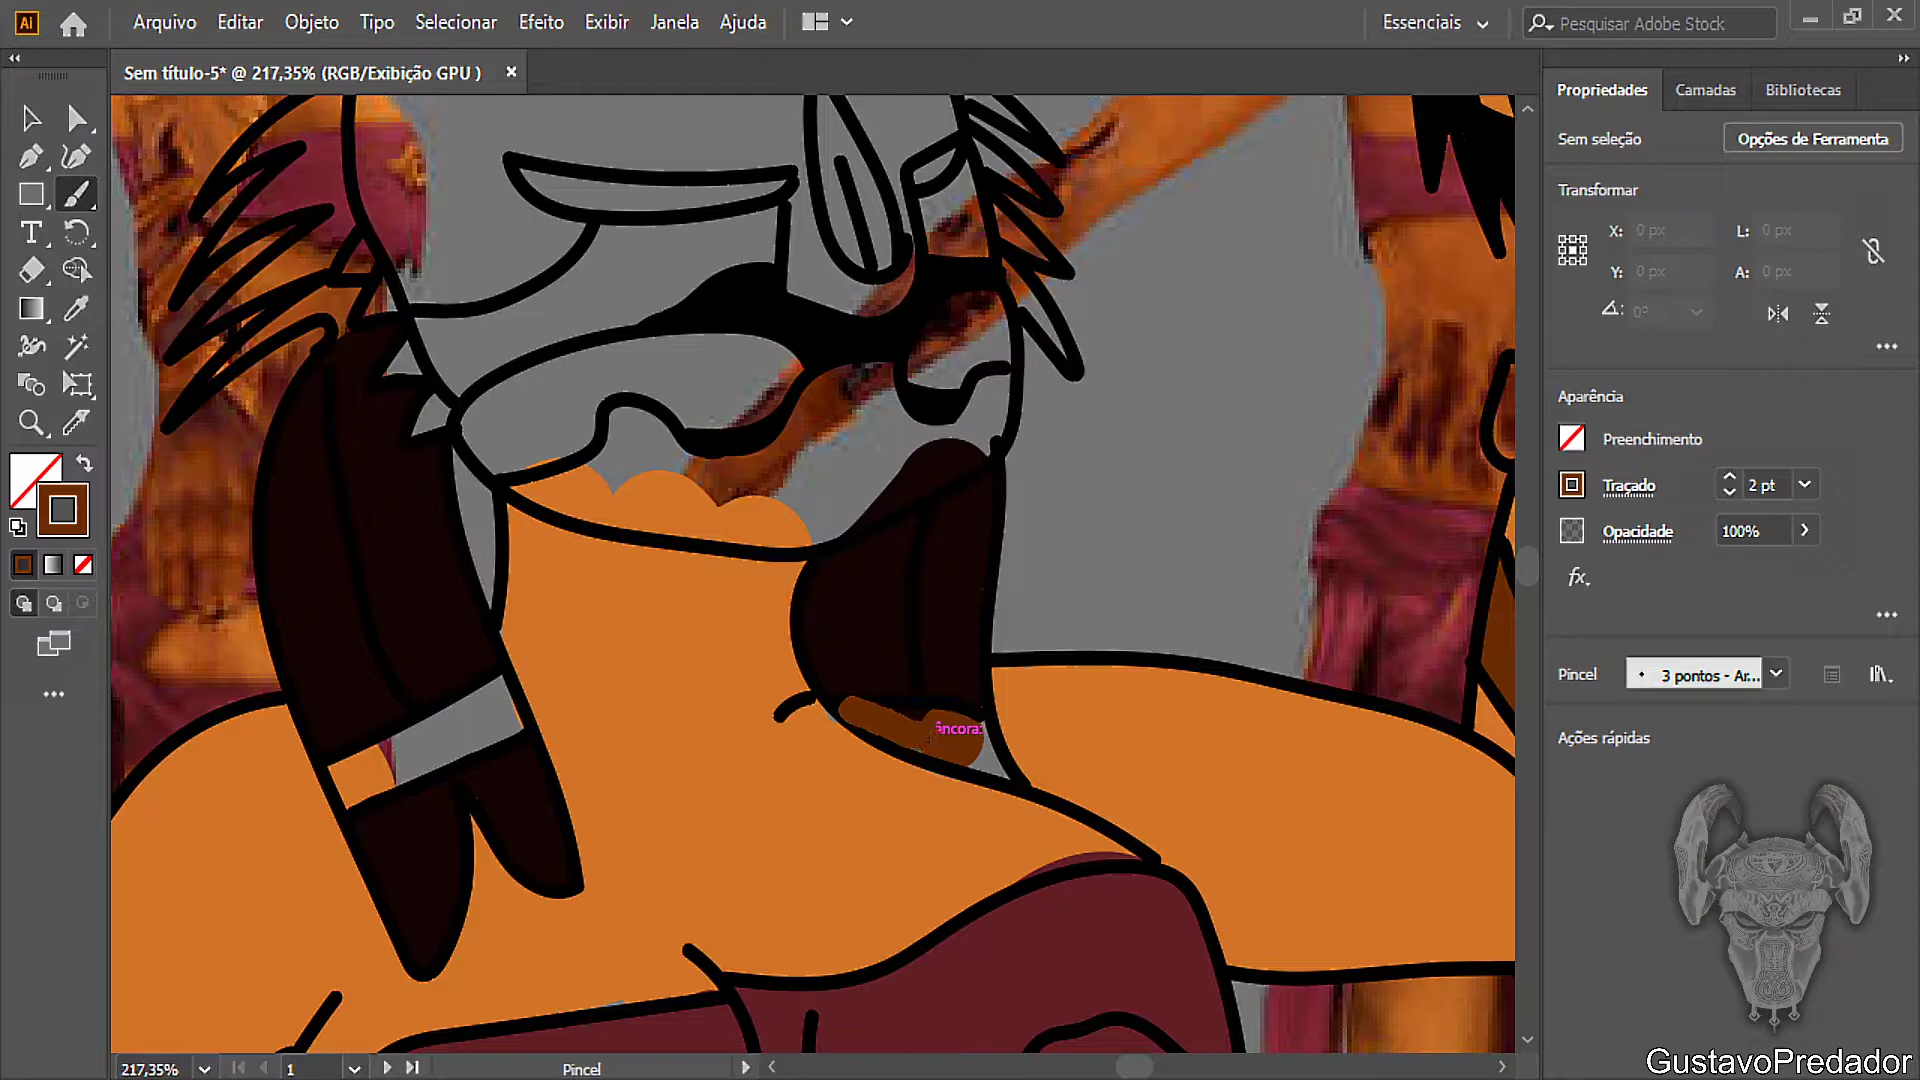 Ai
Arquivo Editar Objeto Tipo Selecionar Efeito Exibir Janela Ajuda
Essenciais
Pesquisar Adobe Stock
Sem título-5* @ 217,35% (RGB/Exibição GPU )
Propriedades Camadas Bibliotecas
Sem seleção
Opções de Ferramenta
Transformar
X: 0 px L: 0 px
Y: 0 px A: 0 px
0°
Aparência
Preenchimento
Traçado 2 pt
Opacidade 100%
fx.
Pincel 3 pontos - Ar...
Ações rápidas
âncora
217,35% 1 Pincel
GustavoPredador